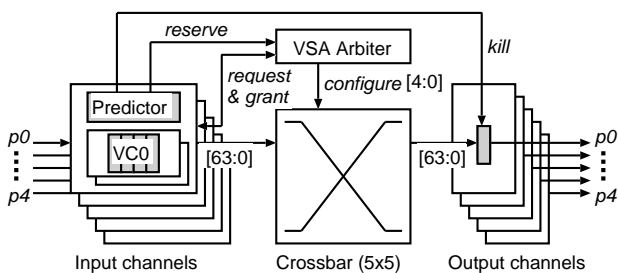 reserve
VSA Arbiter
kill
request
& grant
configure [4:0]
Predictor
VC0
p0
p4
[63:0]
[63:0]
p0
p4
Input channels
Crossbar (5x5)
Output channels